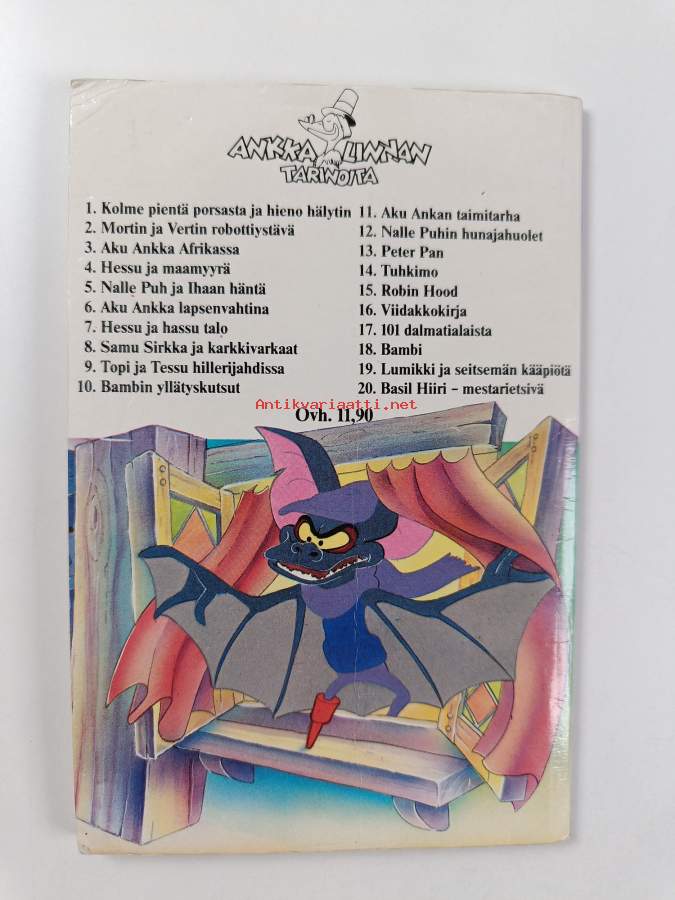 ANKKALINNAN
TARINOITA
1. Kolme pientä porsasta ja hieno hälytin
2. Mortin ja Vertin robottiystävä
3. Aku Ankka Afrikassa
4. Hessu ja maamyyrä
5. Nalle Puh ja Ihaan häntä
6. Aku Ankka lapsenvahtina
7. Hessu ja hassu talo
8. Samu Sirkka ja karkkivarkaat
9. Topi ja Tessu hillerijahdissa
10. Bambin yllätyskutsut
11. Aku Ankan taimitarha
12. Nalle Puhin hunajahuolet
13. Peter Pan
14. Tuhkimo
15. Robin Hood
16. Viidakkokirja
17. 101 dalmatialaista
18. Bambi
19. Lumikki ja seitsemän kääpiötä
20. Basil Hiiri – mestarietsivä
Antikvariaatti.net
Ovh. 11,90